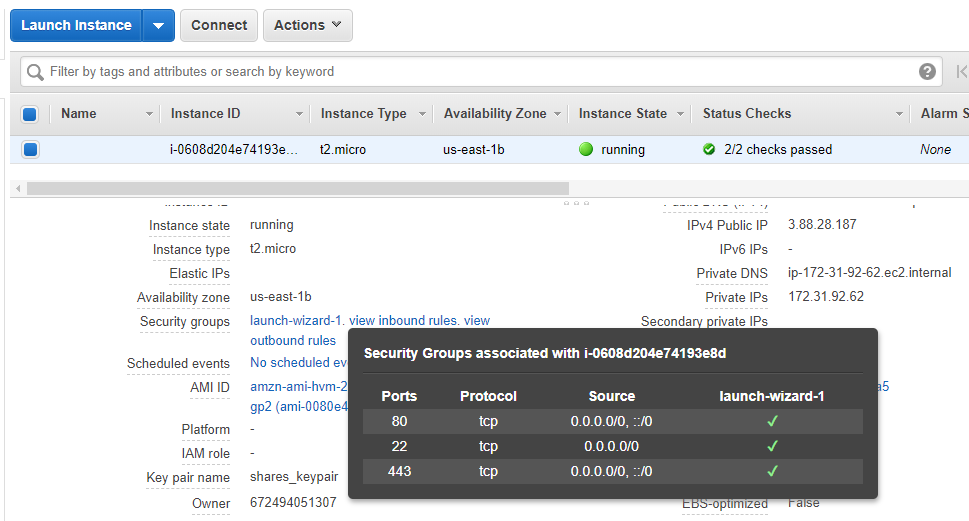 Launch Instance Connect Actions
Filter by tags and attributes or search by keyword
Name Instance ID Instance Type Availability Zone Instance State Status Checks Alarm S
i-0608d204e74193e... t2.micro us-east-1b running 2/2 checks passed None
Instance state running IPv4 Public IP 3.88.28.187
Instance type t2.micro IPv6 IPs -
Elastic IPs Private DNS ip-172-31-92-62.ec2.internal
Availability zone us-east-1b Private IPs 172.31.92.62
Security groups launch-wizard-1. view inbound rules. view Secondary private IPs
outbound rules
Security Groups associated with i-0608d204e74193e8d
Scheduled events No scheduled ev
AMI ID amzn-ami-hvm-2 a5
gp2 (ami-0080e4
Ports Protocol Source launch-wizard-1
80 tcp 0.0.0.0/0, ::/0 ✓
22 tcp 0.0.0.0/0 ✓
443 tcp 0.0.0.0/0, ::/0 ✓
Platform -
IAM role -
Key pair name shares_keypair
Owner 672494051307 EBS-optimized False